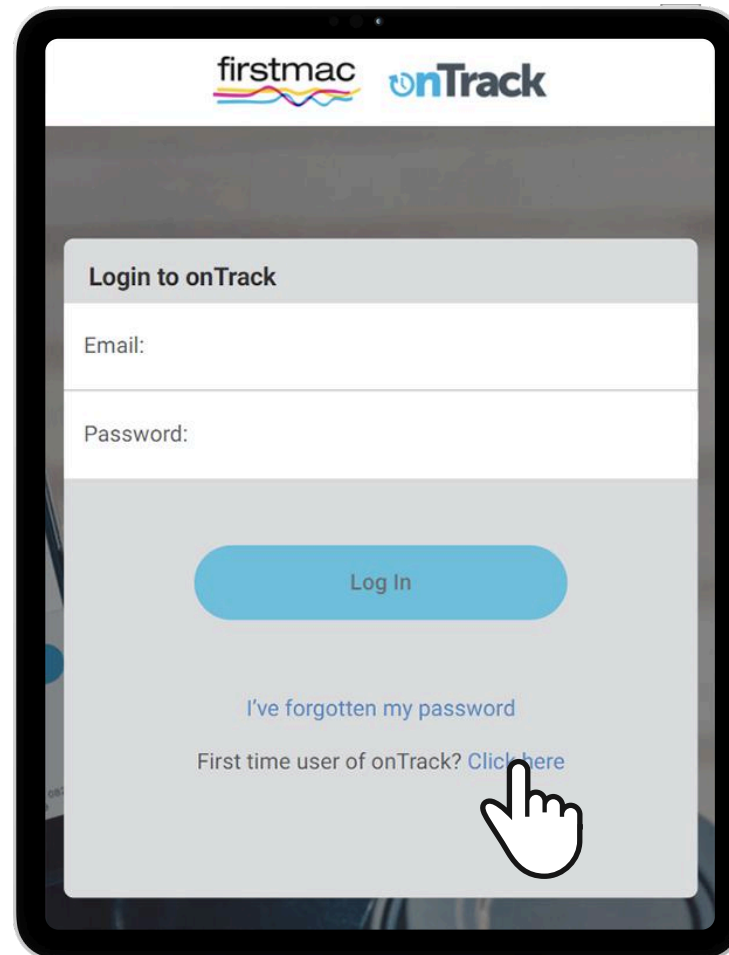 firstmac onTrack
Login to onTrack
Email:
Password:
Log In
I've forgotten my password
First time user of onTrack? Click here